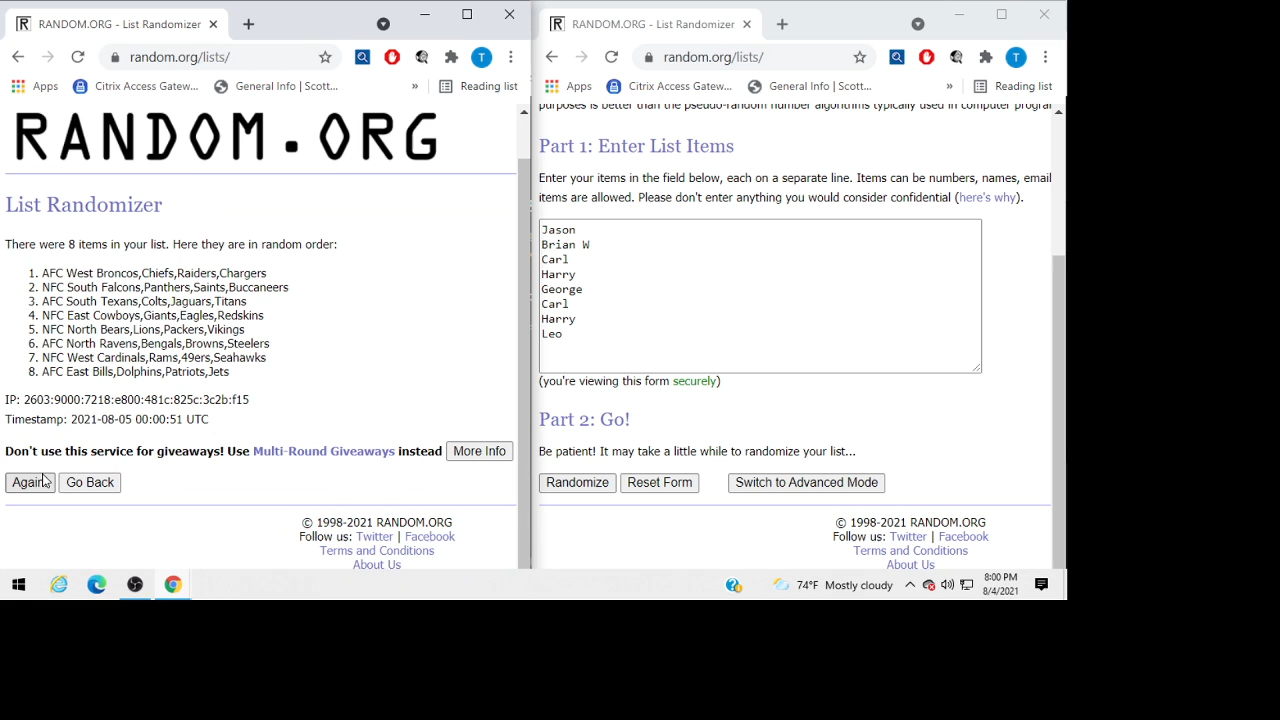 RANDOM.ORG - List Randomizer
random.org/lists/
Apps Citrix Access Gatew... General Info | Scott... » Reading list
RANDOM.ORG
List Randomizer
There were 8 items in your list. Here they are in random order:
1. AFC West Broncos,Chiefs,Raiders,Chargers
2. NFC South Falcons,Panthers,Saints,Buccaneers
3. AFC South Texans,Colts,Jaguars,Titans
4. NFC East Cowboys,Giants,Eagles,Redskins
5. NFC North Bears,Lions,Packers,Vikings
6. AFC North Ravens,Bengals,Browns,Steelers
7. NFC West Cardinals,Rams,49ers,Seahawks
8. AFC East Bills,Dolphins,Patriots,Jets
IP: 2603:9000:7218:e800:481c:825c:3c2b:f15
Timestamp: 2021-08-05 00:00:51 UTC
Don't use this service for giveaways! Use Multi-Round Giveaways instead More Info
Again! Go Back
© 1998-2021 RANDOM.ORG
Follow us: Twitter | Facebook
Terms and Conditions
About Us
RANDOM.ORG - List Randomizer
random.org/lists/
Apps Citrix Access Gatew... General Info | Scott... » Reading list
purposes is better than the pseudo-random number algorithms typically used in computer progran
Part 1: Enter List Items
Enter your items in the field below, each on a separate line. Items can be numbers, names, email
items are allowed. Please don't enter anything you would consider confidential (here's why).
Jason
Brian W
Carl
Harry
George
Carl
Harry
Leo
(you're viewing this form securely)
Part 2: Go!
Be patient! It may take a little while to randomize your list...
Randomize Reset Form Switch to Advanced Mode
© 1998-2021 RANDOM.ORG
Follow us: Twitter | Facebook
Terms and Conditions
About Us
74°F Mostly cloudy
8:00 PM
8/4/2021